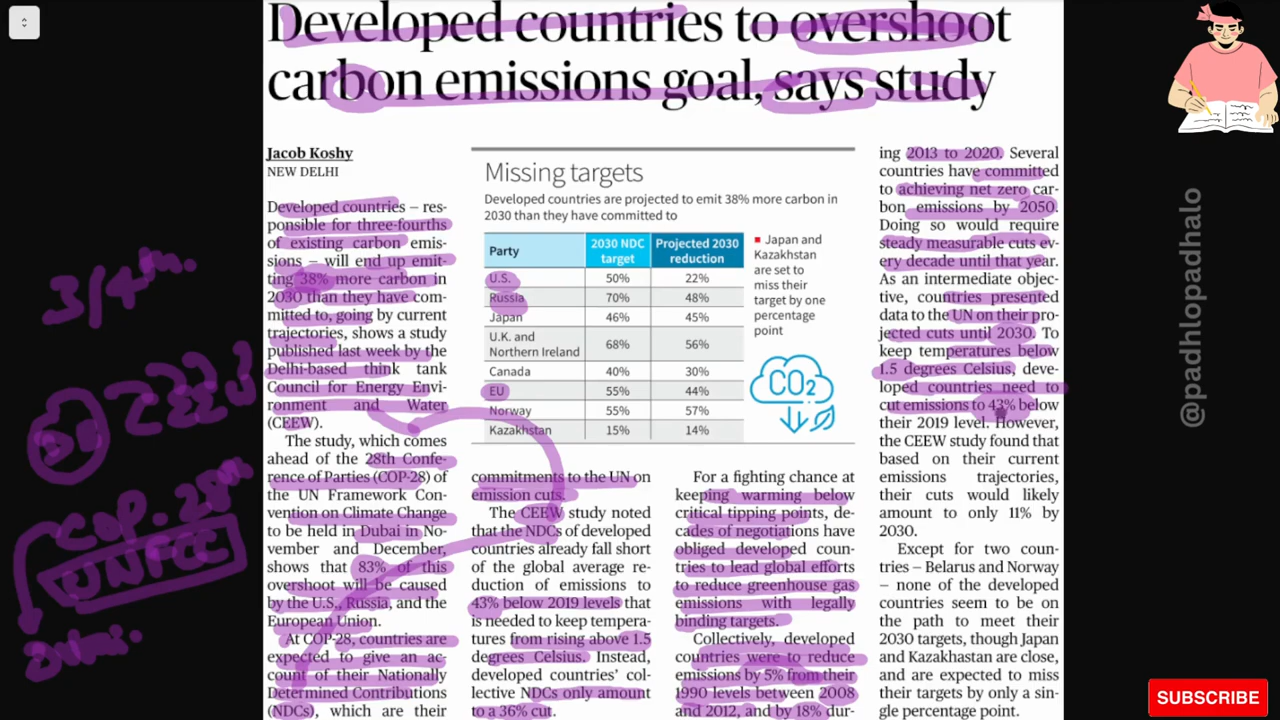 Developed countries to overshoot
carbon emissions goal, says study
Jacob Koshy
NEW DELHI
Developed countries – res-
ponsible for three-fourths
of existing carbon emis-
sions – will end up emit-
ting 38% more carbon in
2030 than they have com-
mitted to, going by current
trajectories, shows a study
published last week by the
Delhi-based think tank
Council for Energy Envi-
ronment and Water
(CEEW).
The study, which comes
ahead of the 28th Confe-
rence of Parties (COP-28) of
the UN Framework Con-
vention on Climate Change
to be held in Dubai in No-
vember and December,
shows that 83% of this
overshoot will be caused
by the U.S., Russia, and the
European Union.
At COP-28, countries are
expected to give an ac-
count of their Nationally
Determined Contributions
(NDCs), which are their
Missing targets
Developed countries are projected to emit 38% more carbon in
2030 than they have committed to
Party 2030 NDC target Projected 2030 reduction
U.S. 50% 22%
Russia 70% 48%
Japan 46% 45%
U.K. and Northern Ireland 68% 56%
Canada 40% 30%
EU 55% 44%
Norway 55% 57%
Kazakhstan 15% 14%
Japan and
Kazakhstan
are set to
miss their
target by one
percentage
point
CO2
commitments to the UN on
emission cuts.
The CEEW study noted
that the NDCs of developed
countries already fall short
of the global average re-
duction of emissions to
43% below 2019 levels that
is needed to keep tempera-
tures from rising above 1.5
degrees Celsius. Instead,
developed countries' col-
lective NDCs only amount
to a 36% cut.
For a fighting chance at
keeping warming below
critical tipping points, de-
cades of negotiations have
obliged developed coun-
tries to lead global efforts
to reduce greenhouse gas
emissions with legally
binding targets.
Collectively, developed
countries were to reduce
emissions by 5% from their
1990 levels between 2008
and 2012, and by 18% dur-
ing 2013 to 2020. Several
countries have committed
to achieving net zero car-
bon emissions by 2050.
Doing so would require
steady measurable cuts ev-
ery decade until that year.
As an intermediate objec-
tive, countries presented
data to the UN on their pro-
jected cuts until 2030. To
keep temperatures below
1.5 degrees Celsius, deve-
loped countries need to
cut emissions to 43% below
their 2019 level. However,
the CEEW study found that
based on their current
emissions trajectories,
their cuts would likely
amount to only 11% by
2030.
Except for two coun-
tries – Belarus and Norway
– none of the developed
countries seem to be on
the path to meet their
2030 targets, though Japan
and Kazakhastan are close,
and are expected to miss
their targets by only a sin-
gle percentage point.
3/4th.
COP-28th
UNFCC
@padhlopadhalo
SUBSCRIBE